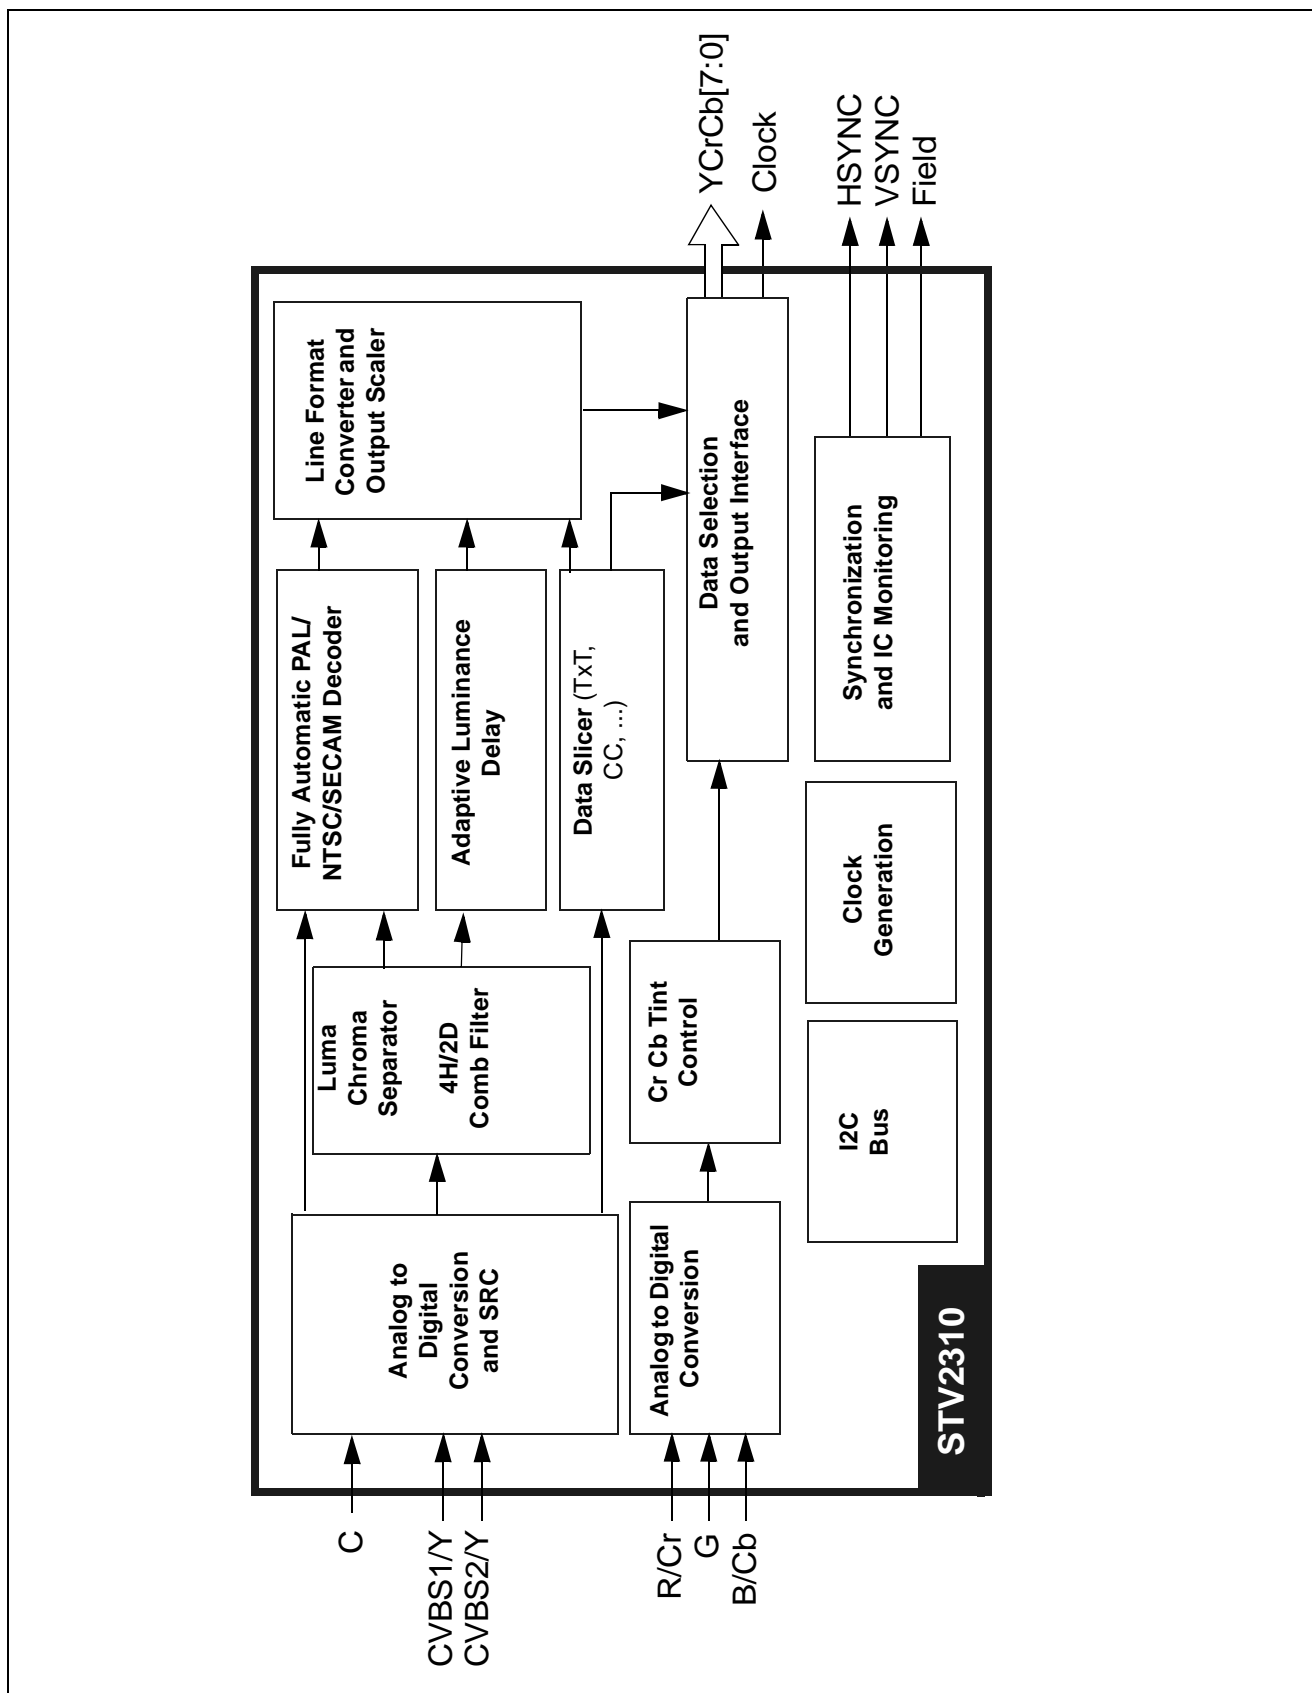 C
CVBS1/Y
CVBS2/Y
R/Cr
G
B/Cb
Analog to
Digital
Conversion
and SRC
Luma
Chroma
Separator
4H/2D
Comb Filter
Fully Automatic PAL/
NTSC/SECAM Decoder
Adaptive Luminance
Delay
Data Slicer (TxT,
CC, ...)
Line Format
Converter and
Output Scaler
Analog to Digital
Conversion
Cr Cb Tint
Control
Data Selection
and Output Interface
I2C
Bus
Clock
Generation
Synchronization
and IC Monitoring
YCrCb[7:0]
Clock
HSYNC
VSYNC
Field
STV2310